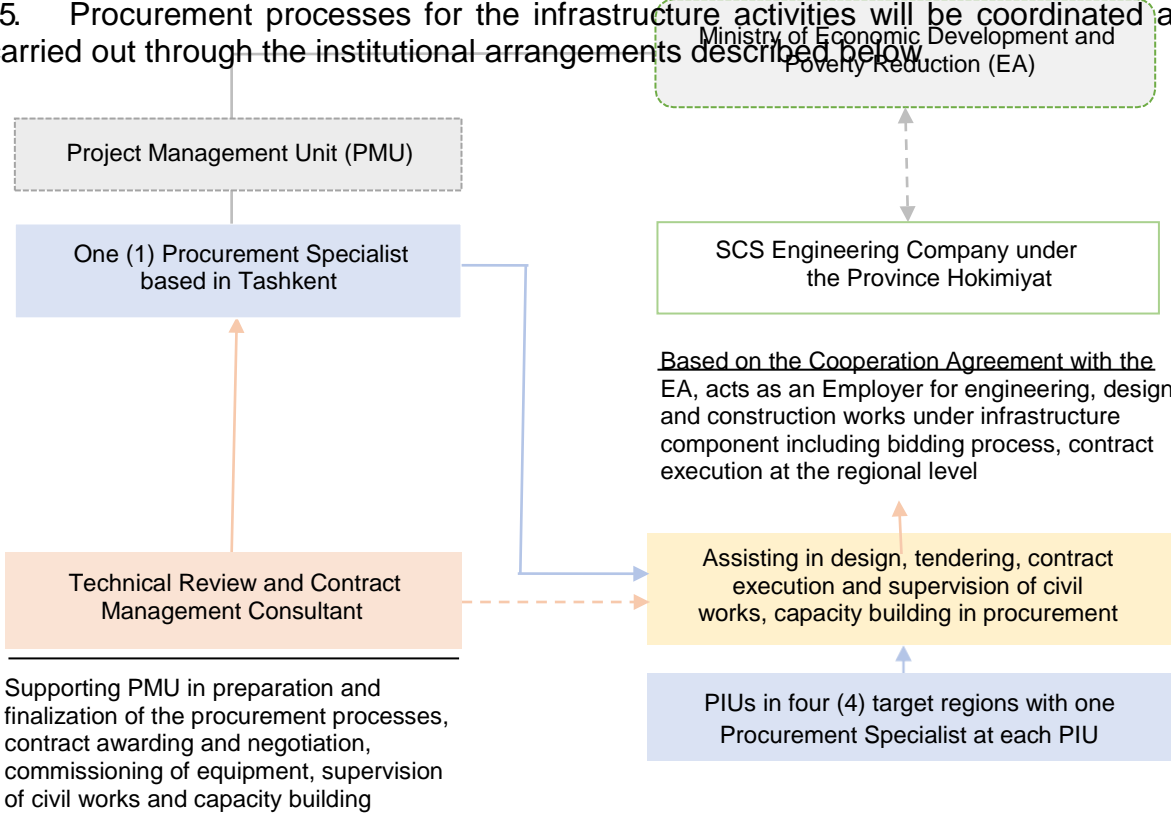 5. Procurement processes for the infrastructure activities will be coordinated a
arried out through the institutional arrangements described below.
Ministry of Economic Development and
Poverty Reduction (EA)
Project Management Unit (PMU)
One (1) Procurement Specialist
based in Tashkent
SCS Engineering Company under
the Province Hokimiyat
Based on the Cooperation Agreement with the
EA, acts as an Employer for engineering, design
and construction works under infrastructure
component including bidding process, contract
execution at the regional level
Technical Review and Contract
Management Consultant
Assisting in design, tendering, contract
execution and supervision of civil
works, capacity building in procurement
Supporting PMU in preparation and
finalization of the procurement processes,
contract awarding and negotiation,
commissioning of equipment, supervision
of civil works and capacity building
PIUs in four (4) target regions with one
Procurement Specialist at each PIU